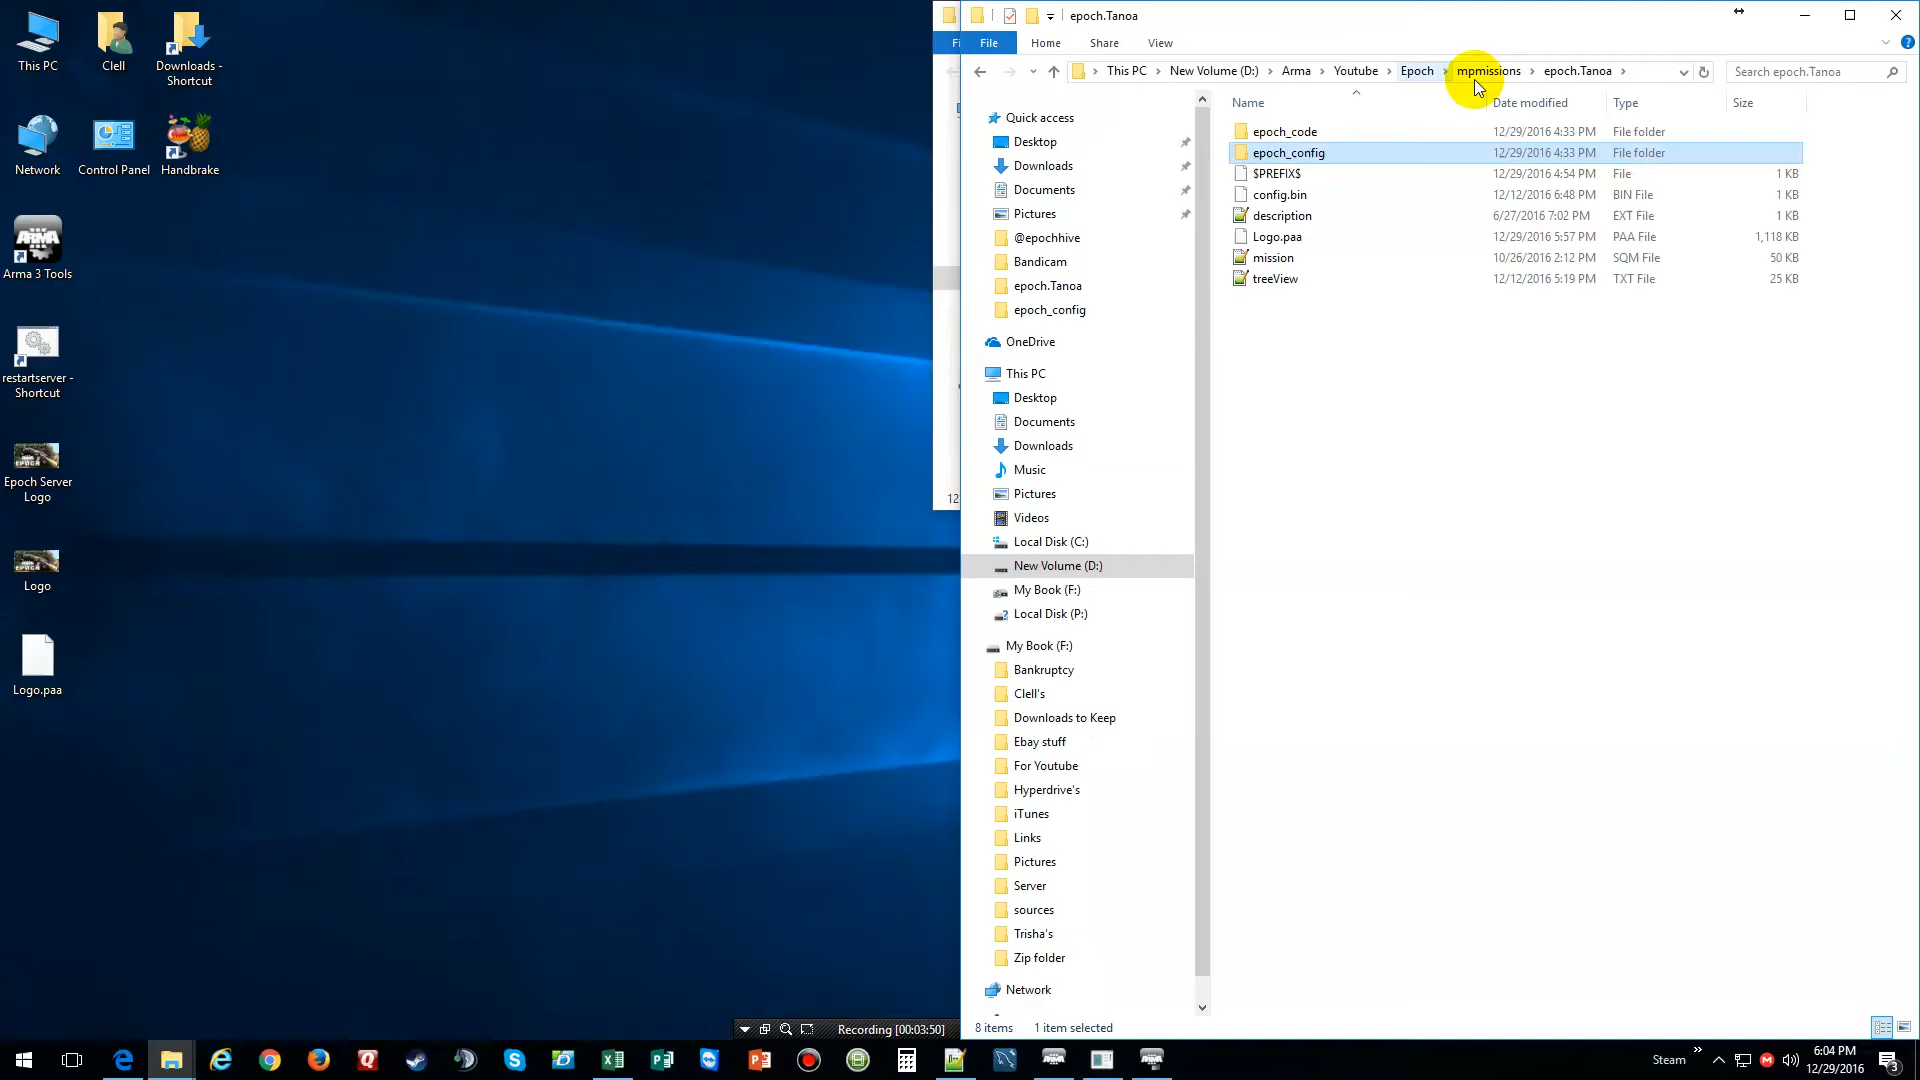 This PC
Clell
Downloads -
Shortcut
Network
Control Panel
Handbrake
Arma 3 Tools
restartserver -
Shortcut
Epoch Server
Logo
Logo
Logo.paa
epoch.Tanoa
Fi
File
Home
Share
View
This PC
New Volume (D:)
Arma
Youtube
Epoch
mpmissions
epoch.Tanoa
Search epoch.Tanoa
Name
Date modified
Type
Size
epoch_code 12/29/2016 4:33 PM File folder
epoch_config 12/29/2016 4:33 PM File folder
$PREFIX$ 12/29/2016 4:54 PM File 1 KB
config.bin 12/12/2016 6:48 PM BIN File 1 KB
description 6/27/2016 7:02 PM EXT File 1 KB
Logo.paa 12/29/2016 5:57 PM PAA File 1,118 KB
mission 10/26/2016 2:12 PM SQM File 50 KB
treeView 12/12/2016 5:19 PM TXT File 25 KB
Quick access
Desktop
Downloads
Documents
Pictures
@epochhive
Bandicam
epoch.Tanoa
epoch_config
OneDrive
This PC
Desktop
Documents
Downloads
Music
Pictures
Videos
Local Disk (C:)
New Volume (D:)
My Book (F:)
Local Disk (P:)
My Book (F:)
Bankruptcy
Clell's
Downloads to Keep
Ebay stuff
For Youtube
Hyperdrive's
iTunes
Links
Pictures
Server
sources
Trisha's
Zip folder
Network
12
8 items
1 item selected
Recording [00:03:50]
Steam
6:04 PM
12/29/2016
3